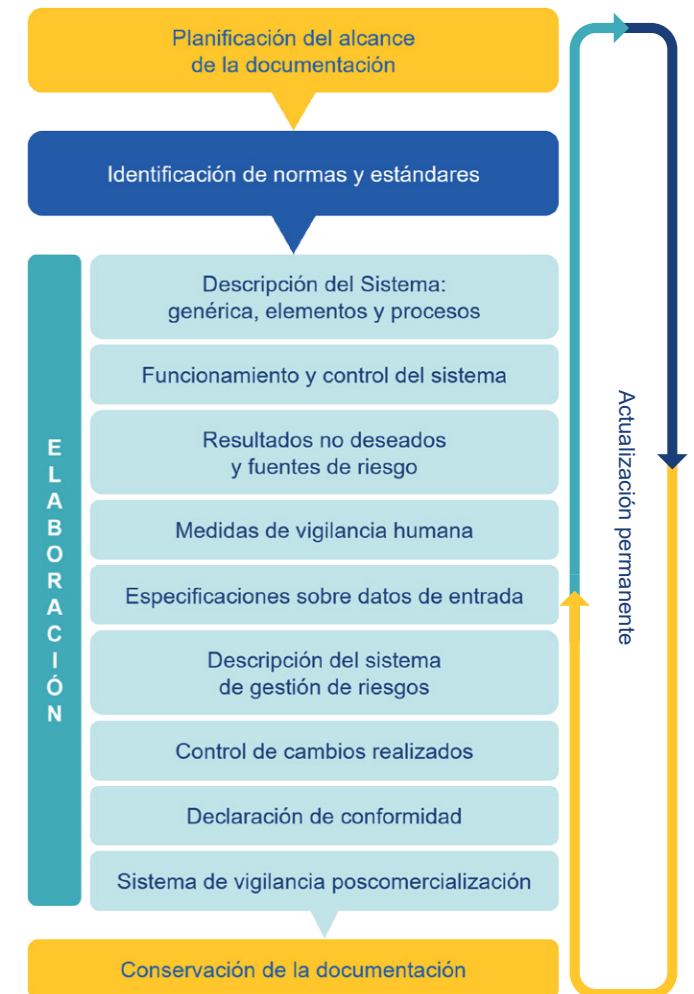 Planificación del alcance
de la documentación
Identificación de normas y estándares
ELABORACIÓN
Descripción del Sistema:
genérica, elementos y procesos
Funcionamiento y control del sistema
Resultados no deseados
y fuentes de riesgo
Medidas de vigilancia humana
Especificaciones sobre datos de entrada
Descripción del sistema
de gestión de riesgos
Control de cambios realizados
Declaración de conformidad
Sistema de vigilancia poscomercialización
Conservación de la documentación
Actualización permanente